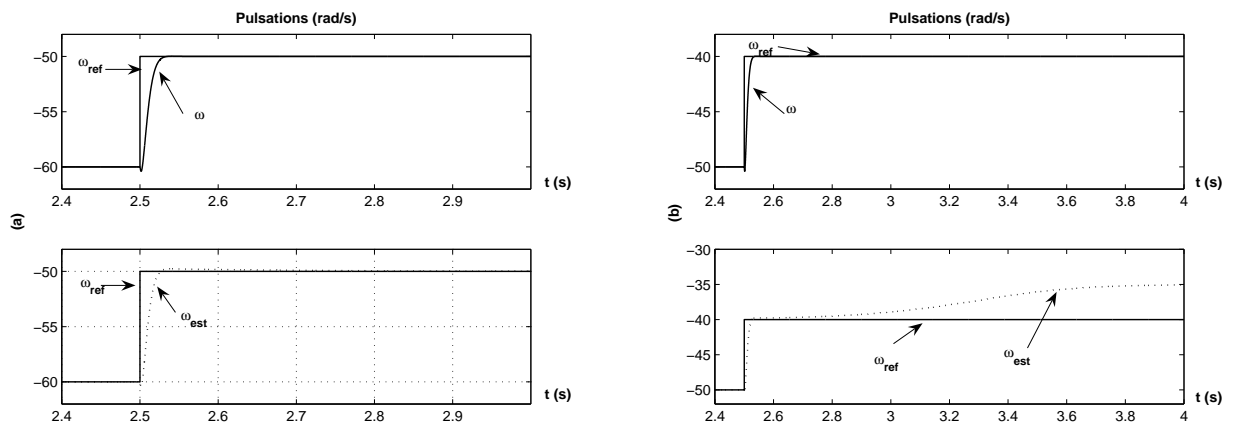 Pulsations (rad/s)
−50
−55
−60
ω_ref
ω
2.4 2.5 2.6 2.7 2.8 2.9
t (s)
(a)
−50
−55
−60
ω_ref
ω_est
2.4 2.5 2.6 2.7 2.8 2.9
t (s)
Pulsations (rad/s)
−40
−45
−50
ω_ref
ω
2.4 2.6 2.8 3 3.2 3.4 3.6 3.8 4
t (s)
(b)
−30
−35
−40
−45
−50
ω_ref
ω_est
2.4 2.6 2.8 3 3.2 3.4 3.6 3.8 4
t (s)